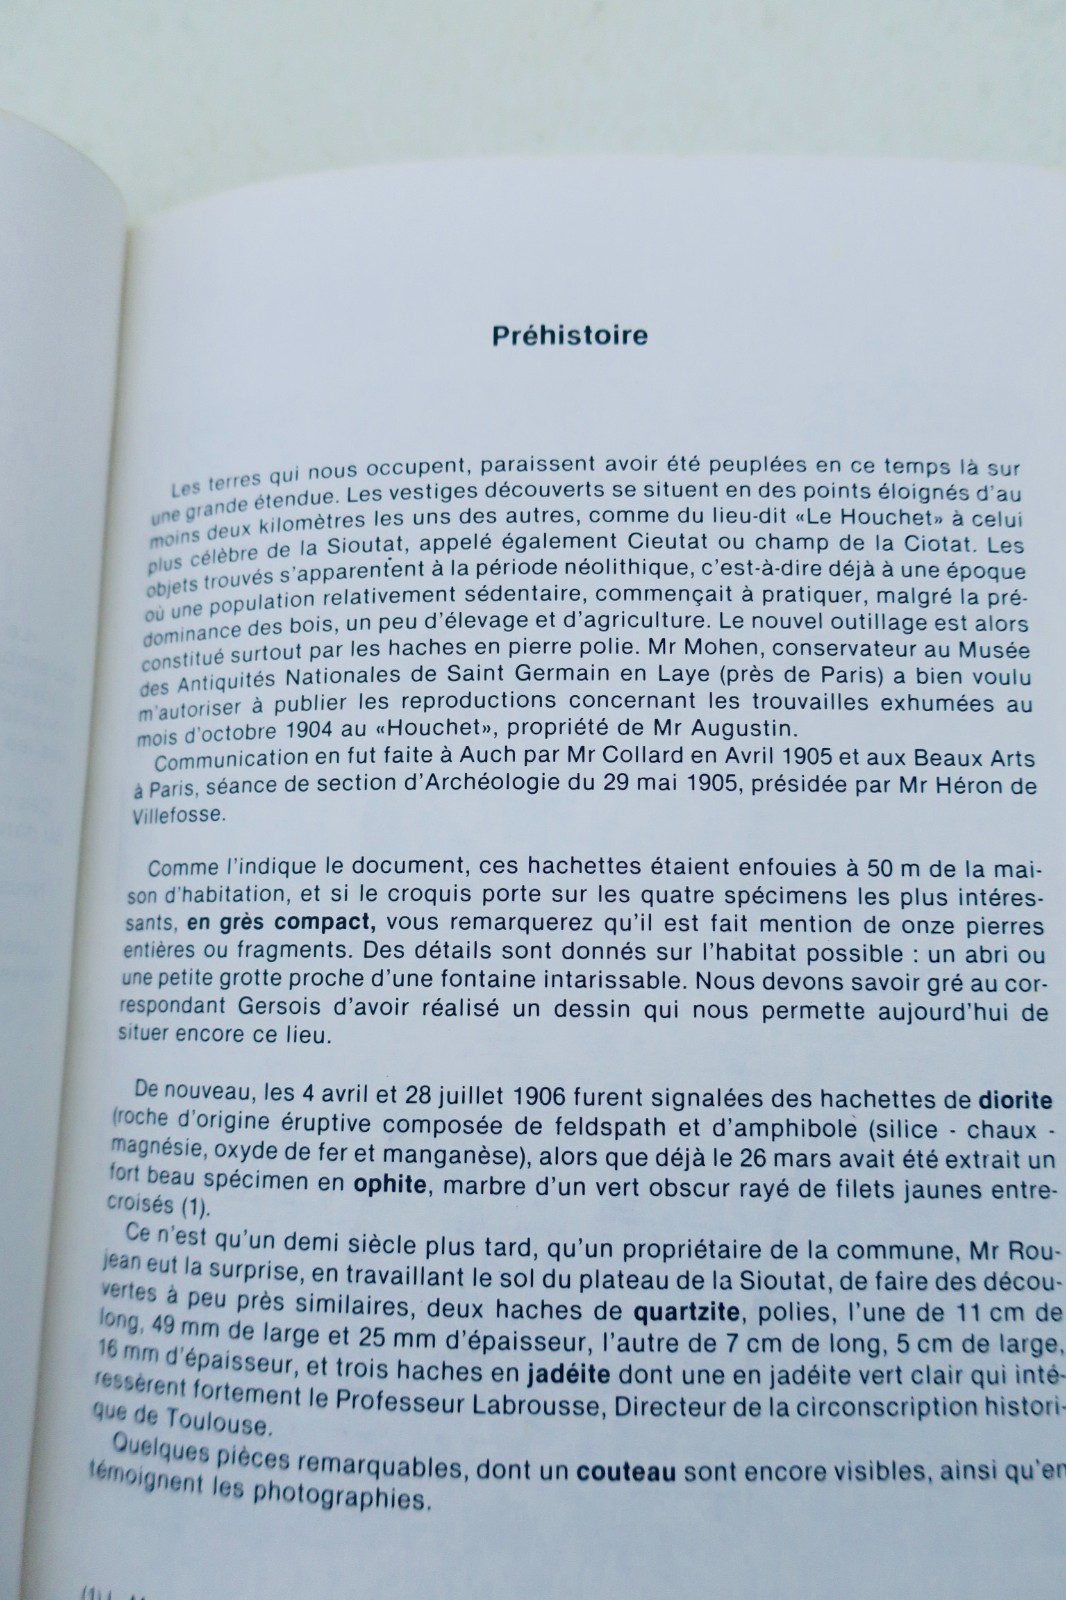 Préhistoire
Les terres qui nous occupent, paraissent avoir été peuplées en ce temps là sur
une grande étendue. Les vestiges découverts se situent en des points éloignés d'au
moins deux kilomètres les uns des autres, comme du lieu-dit «Le Houchet» à celui
plus célèbre de la Sioutat, appelé également Cieutat ou champ de la Ciotat. Les
objets trouvés s'apparentent à la période néolithique, c'est-à-dire déjà à une époque
où une population relativement sédentaire, commençait à pratiquer, malgré la pré-
dominance des bois, un peu d'élevage et d'agriculture. Le nouvel outillage est alors
constitué surtout par les haches en pierre polie. Mr Mohen, conservateur au Musée
des Antiquités Nationales de Saint Germain en Laye (près de Paris) a bien voulu
m'autoriser à publier les reproductions concernant les trouvailles exhumées au
mois d'octobre 1904 au «Houchet», propriété de Mr Augustin.
Communication en fut faite à Auch par Mr Collard en Avril 1905 et aux Beaux Arts
à Paris, séance de section d'Archéologie du 29 mai 1905, présidée par Mr Héron de
Villefosse.
Comme l'indique le document, ces hachettes étaient enfouies à 50 m de la mai-
son d'habitation, et si le croquis porte sur les quatre spécimens les plus intéres-
sants, en grès compact, vous remarquerez qu'il est fait mention de onze pierres
entières ou fragments. Des détails sont donnés sur l'habitat possible : un abri ou
une petite grotte proche d'une fontaine intarissable. Nous devons savoir gré au cor-
respondant Gersois d'avoir réalisé un dessin qui nous permette aujourd'hui de
situer encore ce lieu.
De nouveau, les 4 avril et 28 juillet 1906 furent signalées des hachettes de diorite
(roche d'origine éruptive composée de feldspath et d'amphibole (silice - chaux -
magnésie, oxyde de fer et manganèse), alors que déjà le 26 mars avait été extrait un
fort beau spécimen en ophite, marbre d'un vert obscur rayé de filets jaunes entre-
croisés (1).
Ce n'est qu'un demi siècle plus tard, qu'un propriétaire de la commune, Mr Rou-
jean eut la surprise, en travaillant le sol du plateau de la Sioutat, de faire des décou-
vertes à peu près similaires, deux haches de quartzite, polies, l'une de 11 cm de
long, 49 mm de large et 25 mm d'épaisseur, l'autre de 7 cm de long, 5 cm de large,
16 mm d'épaisseur, et trois haches en jadéite dont une en jadéite vert clair qui inté-
ressèrent fortement le Professeur Labrousse, Directeur de la circonscription histori-
que de Toulouse.
Quelques pièces remarquables, dont un couteau sont encore visibles, ainsi qu'en
témoignent les photographies.
(1)